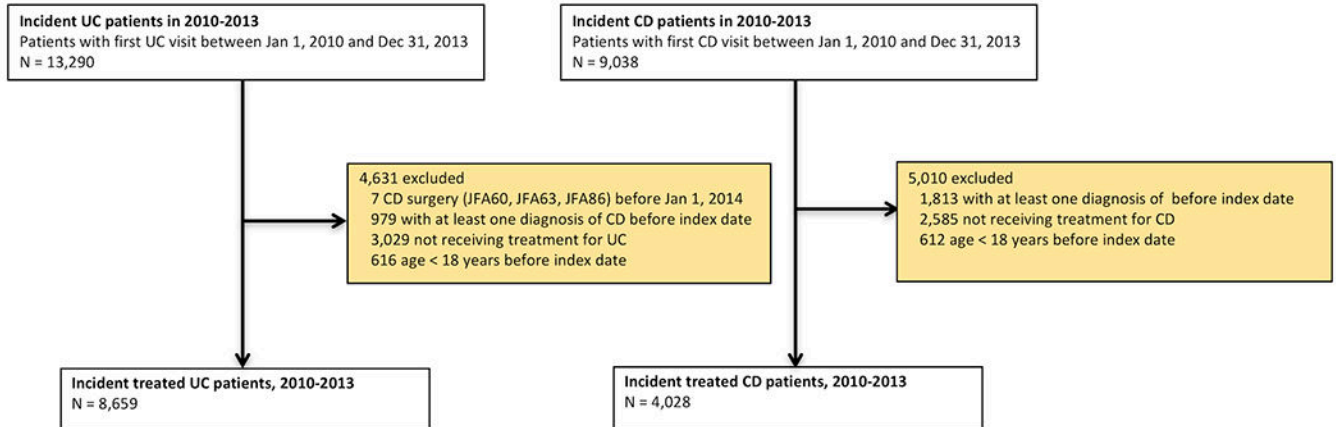 Incident UC patients in 2010-2013
Patients with first UC visit between Jan 1, 2010 and Dec 31, 2013
N = 13,290
Incident CD patients in 2010-2013
Patients with first CD visit between Jan 1, 2010 and Dec 31, 2013
N = 9,038
4,631 excluded
7 CD surgery (JFA60, JFA63, JFA86) before Jan 1, 2014
979 with at least one diagnosis of CD before index date
3,029 not receiving treatment for UC
616 age < 18 years before index date
5,010 excluded
1,813 with at least one diagnosis of before index date
2,585 not receiving treatment for CD
612 age < 18 years before index date
Incident treated UC patients, 2010-2013
N = 8,659
Incident treated CD patients, 2010-2013
N = 4,028